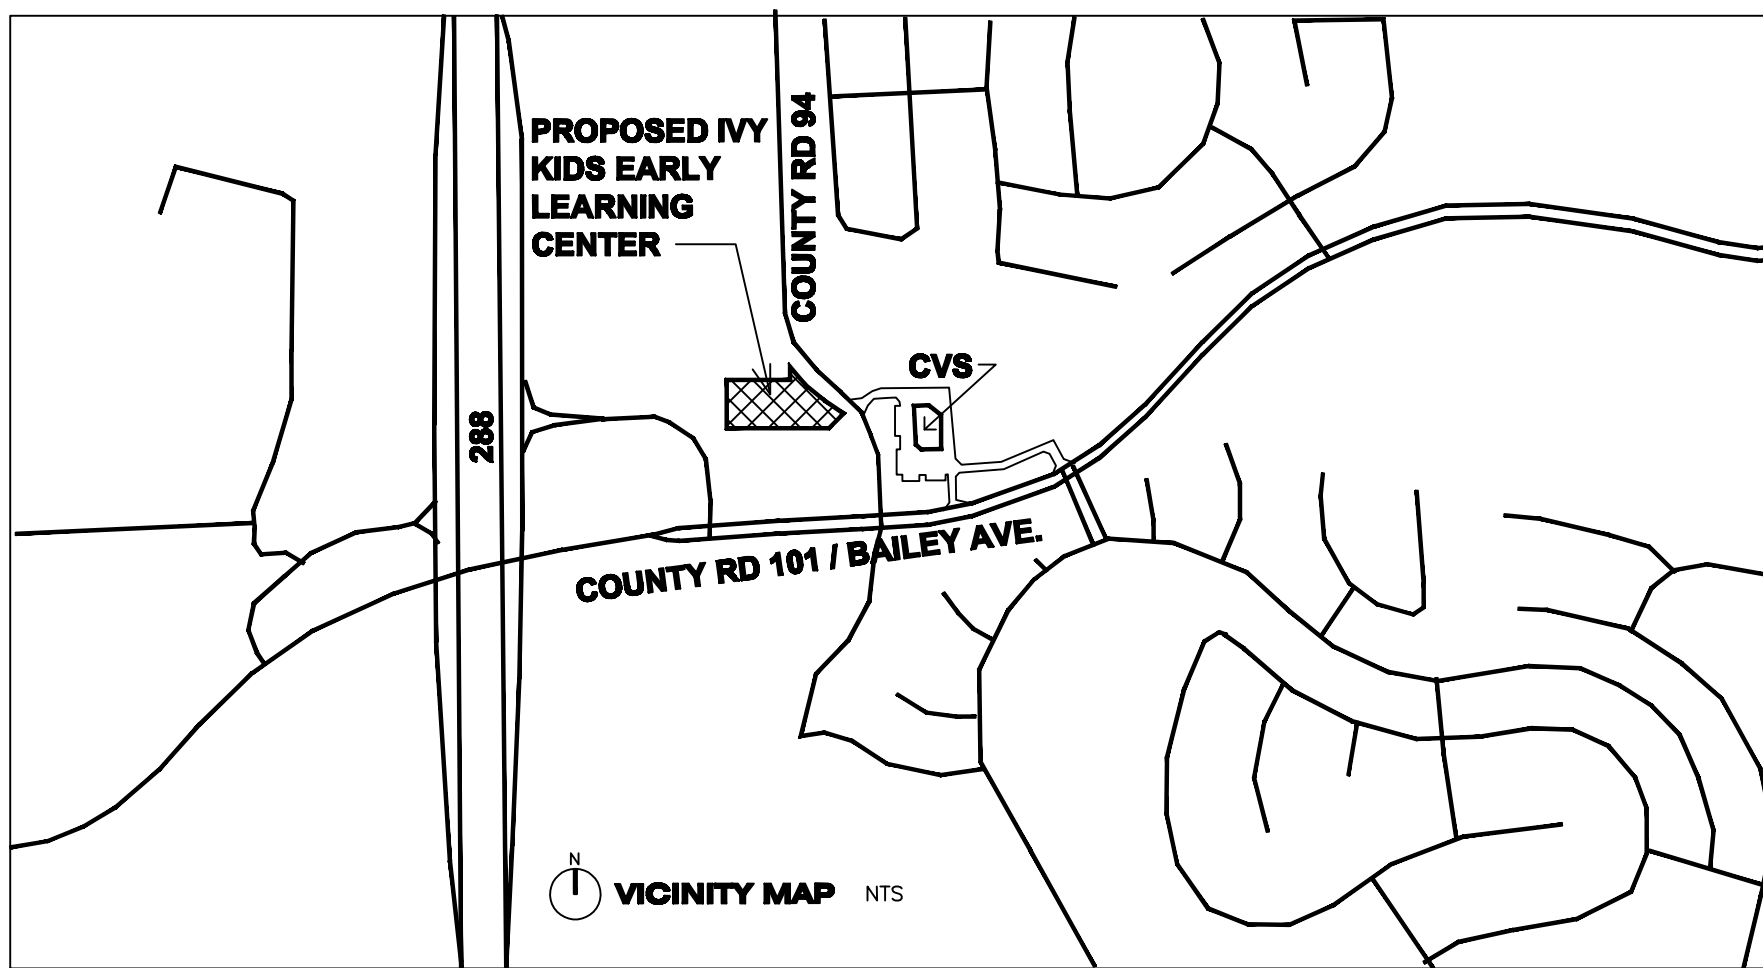 PROPOSED IVY
KIDS EARLY
LEARNING
CENTER
COUNTY RD 94
CVS
288
COUNTY RD 101 / BAILEY AVE.
N
VICINITY MAP NTS